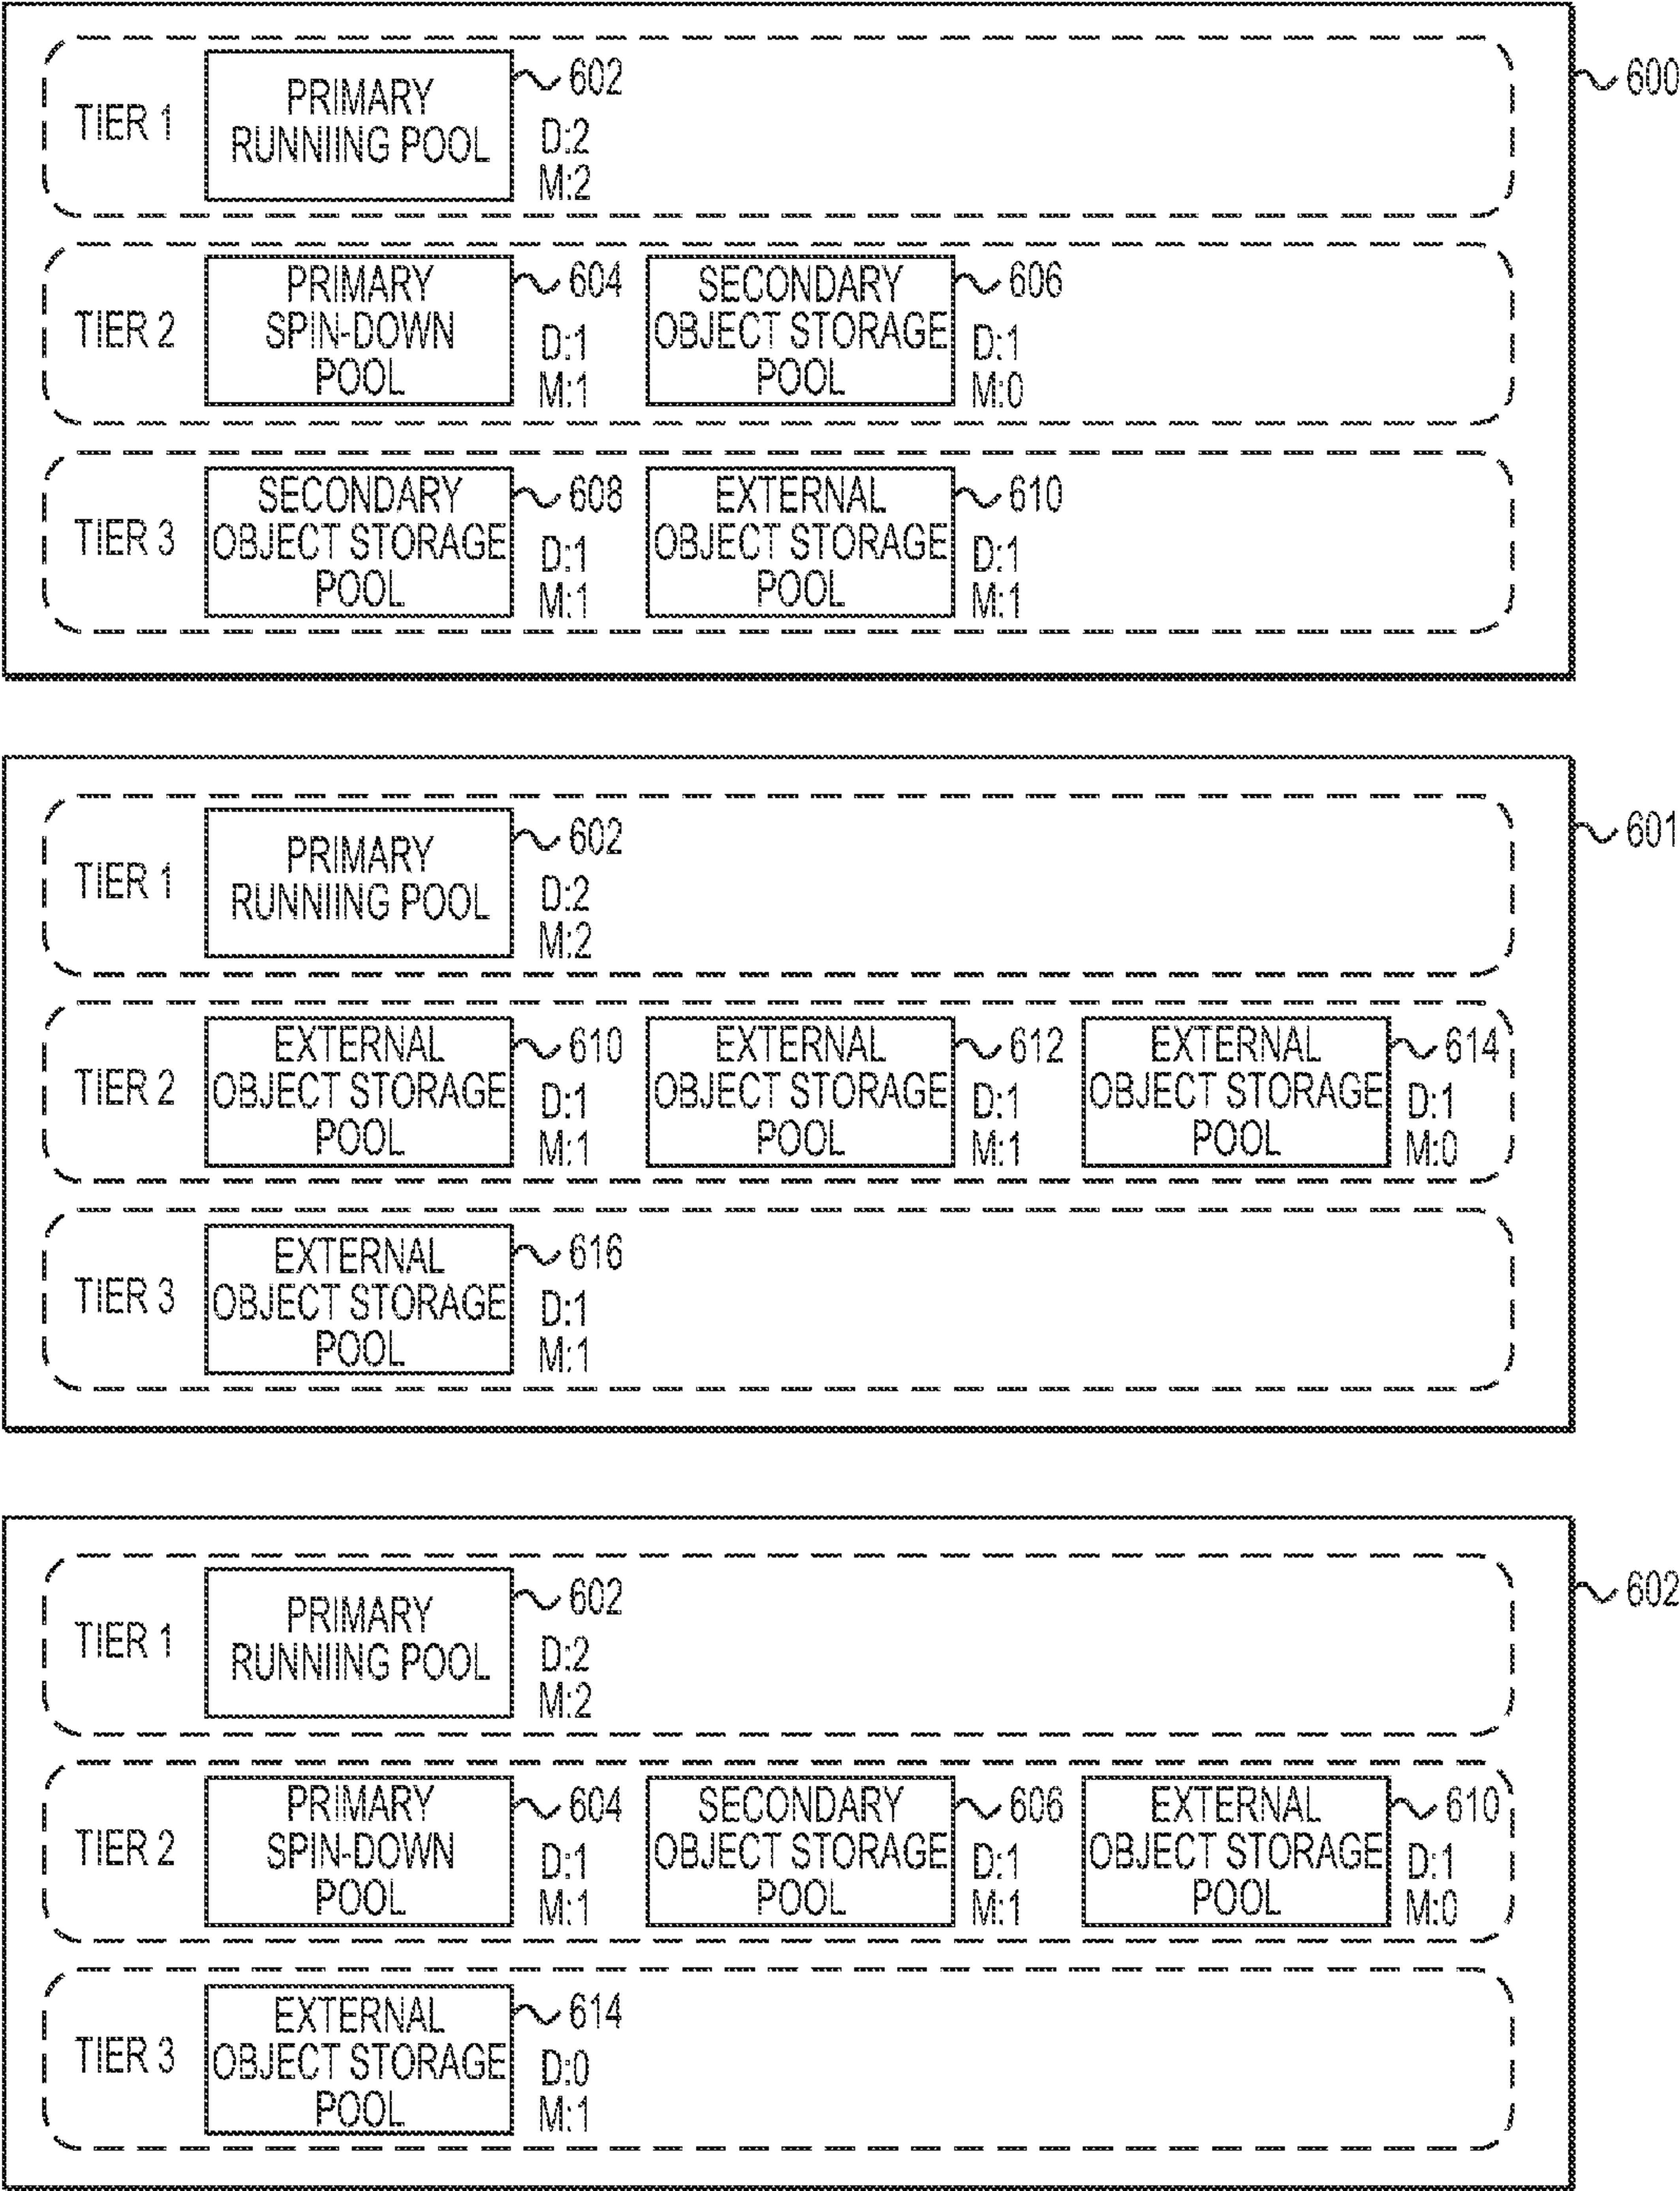 TIER 1
PRIMARY
RUNNIING POOL
602
D:2
M:2
600
TIER 2
PRIMARY
SPIN-DOWN
POOL
604
D:1
M:1
SECONDARY
OBJECT STORAGE
POOL
606
D:1
M:0
TIER 3
SECONDARY
OBJECT STORAGE
POOL
608
D:1
M:1
EXTERNAL
OBJECT STORAGE
POOL
610
D:1
M:1
TIER 1
PRIMARY
RUNNIING POOL
602
D:2
M:2
601
TIER 2
EXTERNAL
OBJECT STORAGE
POOL
610
D:1
M:1
EXTERNAL
OBJECT STORAGE
POOL
612
D:1
M:1
EXTERNAL
OBJECT STORAGE
POOL
614
D:1
M:0
TIER 3
EXTERNAL
OBJECT STORAGE
POOL
616
D:1
M:1
TIER 1
PRIMARY
RUNNIING POOL
602
D:2
M:2
602
TIER 2
PRIMARY
SPIN-DOWN
POOL
604
D:1
M:1
SECONDARY
OBJECT STORAGE
POOL
606
D:1
M:1
EXTERNAL
OBJECT STORAGE
POOL
610
D:1
M:0
TIER 3
EXTERNAL
OBJECT STORAGE
POOL
614
D:0
M:1